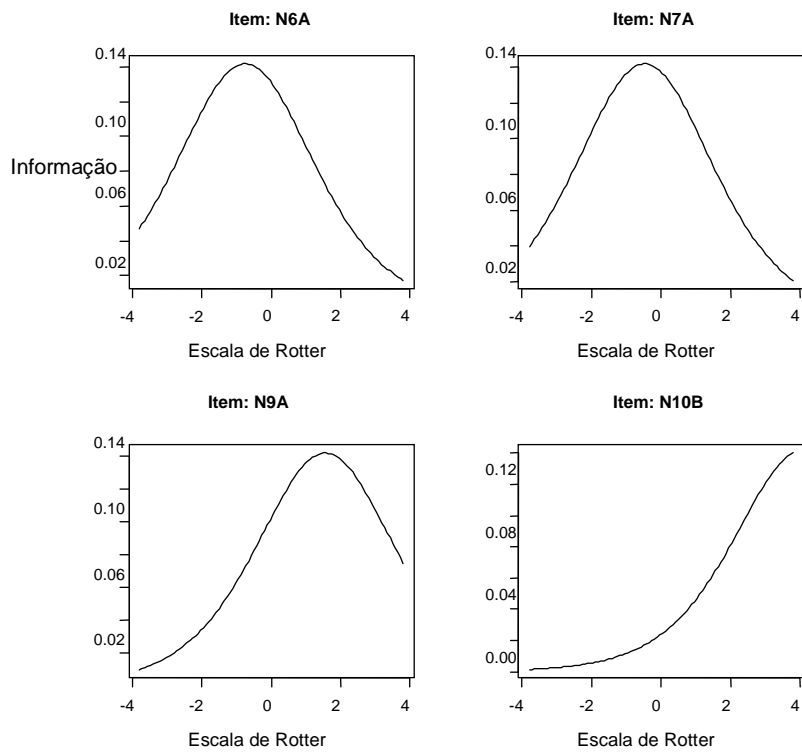 Item: N6A
0.14
0.10
Informação
0.06
0.02
-4 -2 0 2 4
Escala de Rotter
Item: N7A
0.14
0.10
0.06
0.02
-4 -2 0 2 4
Escala de Rotter
Item: N9A
0.14
0.10
0.06
0.02
-4 -2 0 2 4
Escala de Rotter
Item: N10B
0.12
0.08
0.04
0.00
-4 -2 0 2 4
Escala de Rotter